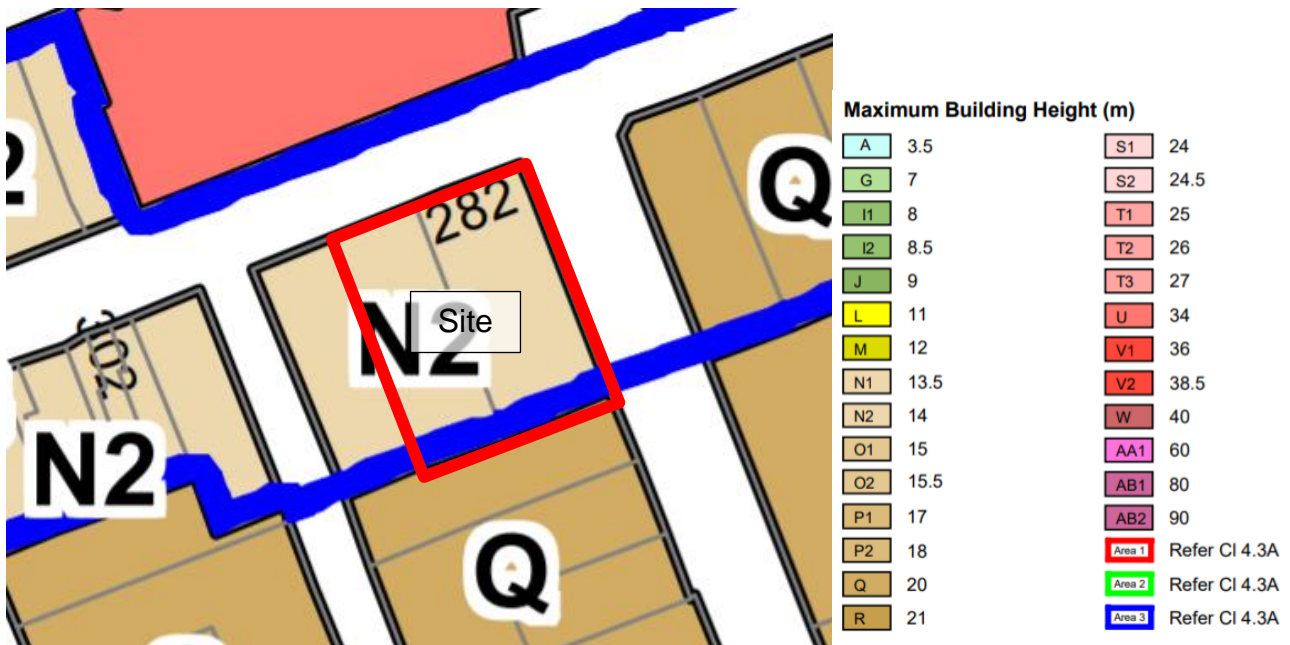 2
282
Q
N2
Site
302
N2
Q
Maximum Building Height (m)
A 3.5
G 7
I1 8
I2 8.5
J 9
L 11
M 12
N1 13.5
N2 14
O1 15
O2 15.5
P1 17
P2 18
Q 20
R 21
S1 24
S2 24.5
T1 25
T2 26
T3 27
U 34
V1 36
V2 38.5
W 40
AA1 60
AB1 80
AB2 90
Area 1 Refer Cl 4.3A
Area 2 Refer Cl 4.3A
Area 3 Refer Cl 4.3A